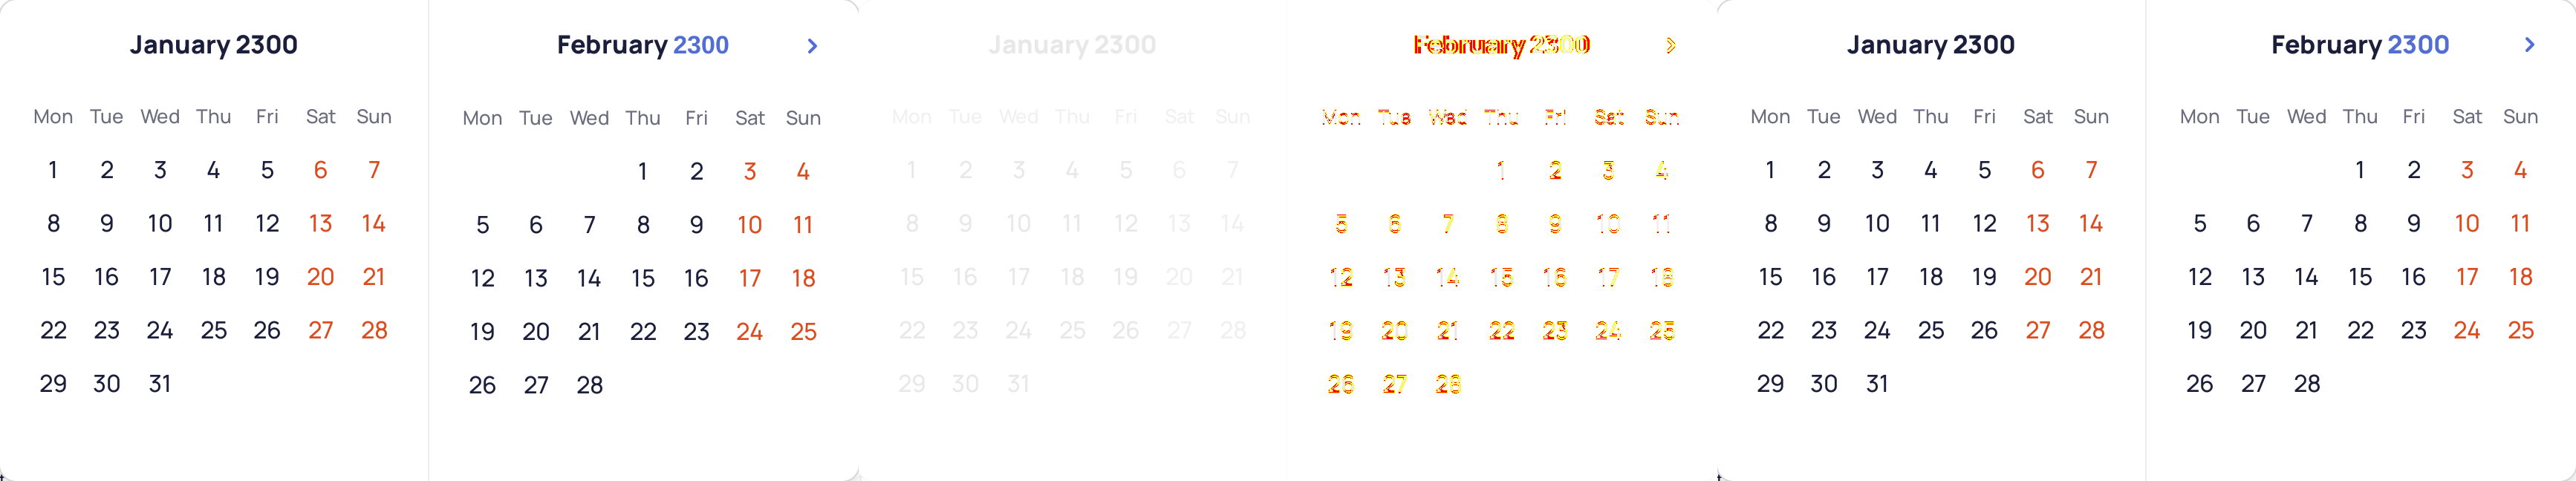 January 2300
Mon Tue Wed Thu Fri Sat Sun
1 2 3 4 5 6 7
8 9 10 11 12 13 14
15 16 17 18 19 20 21
22 23 24 25 26 27 28
29 30 31
February 2300
Mon Tue Wed Thu Fri Sat Sun
1 2 3 4
5 6 7 8 9 10 11
12 13 14 15 16 17 18
19 20 21 22 23 24 25
26 27 28
January 2300
Mon Tue Wed Thu Fri Sat Sun
1 2 3 4 5 6 7
8 9 10 11 12 13 14
15 16 17 18 19 20 21
22 23 24 25 26 27 28
29 30 31
February 2300
Mon Tue Wed Thu Fri Sat Sun
1 2 3 4
5 6 7 8 9 10 11
12 13 14 15 16 17 18
19 20 21 22 23 24 25
26 27 28
January 2300
Mon Tue Wed Thu Fri Sat Sun
1 2 3 4 5 6 7
8 9 10 11 12 13 14
15 16 17 18 19 20 21
22 23 24 25 26 27 28
29 30 31
February 2300
Mon Tue Wed Thu Fri Sat Sun
1 2 3 4
5 6 7 8 9 10 11
12 13 14 15 16 17 18
19 20 21 22 23 24 25
26 27 28